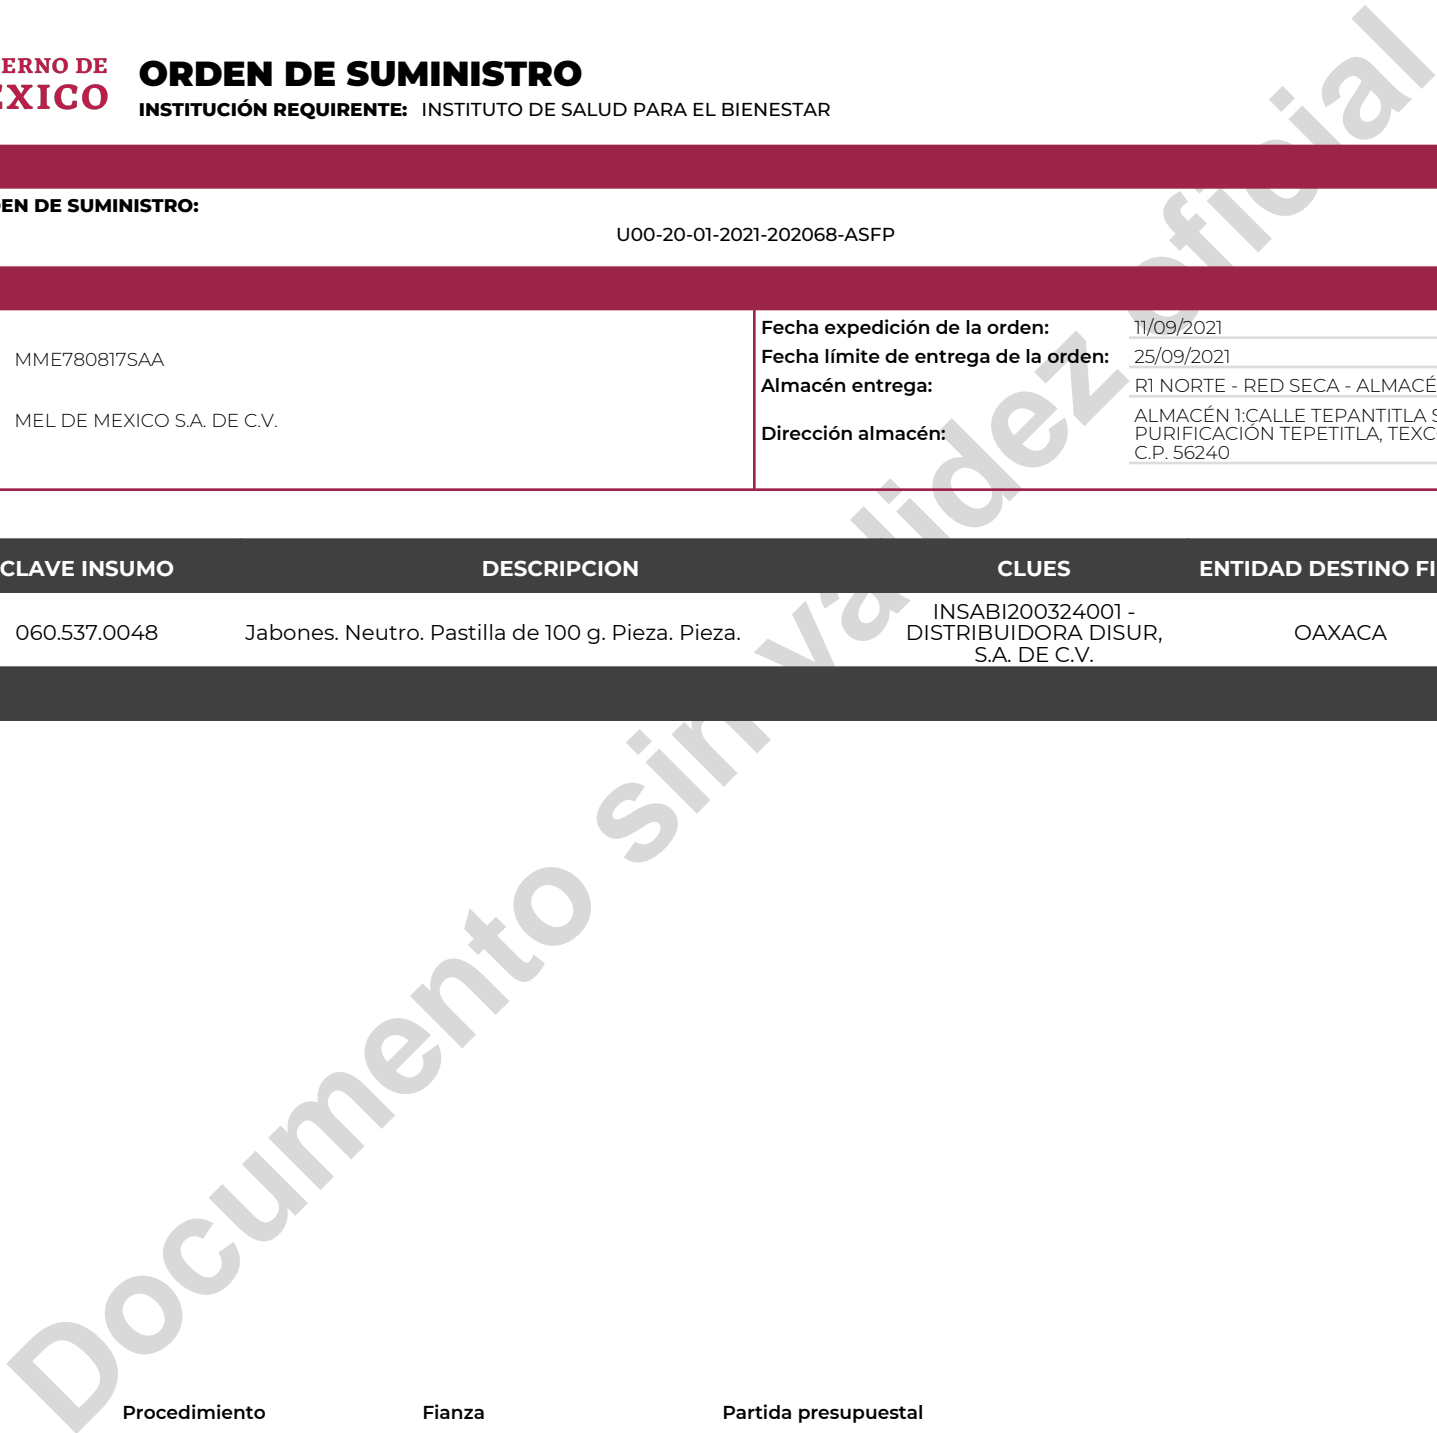 ERNO DE
ORDEN DE SUMINISTRO
XICO
INSTITUCIÓN REQUIRENTE: INSTITUTO DE SALUD PARA EL BIENESTAR
EN DE SUMINISTRO:
U00-20-01-2021-202068-ASFP
MME780817SAA
MEL DE MEXICO S.A. DE C.V.
Fecha expedición de la orden: 11/09/2021
Fecha límite de entrega de la orden: 25/09/2021
Almacén entrega: R1 NORTE - RED SECA - ALMACÉ
Dirección almacén: ALMACÉN 1:CALLE TEPANTITLA S
PURIFICACIÓN TEPETITLA, TEXC
C.P. 56240
CLAVE INSUMO DESCRIPCION CLUES ENTIDAD DESTINO FI
060.537.0048 Jabones. Neutro. Pastilla de 100 g. Pieza. Pieza. INSABI200324001 -
DISTRIBUIDORA DISUR,
S.A. DE C.V. OAXACA
Documento sin validez oficial
Procedimiento Fianza Partida presupuestal